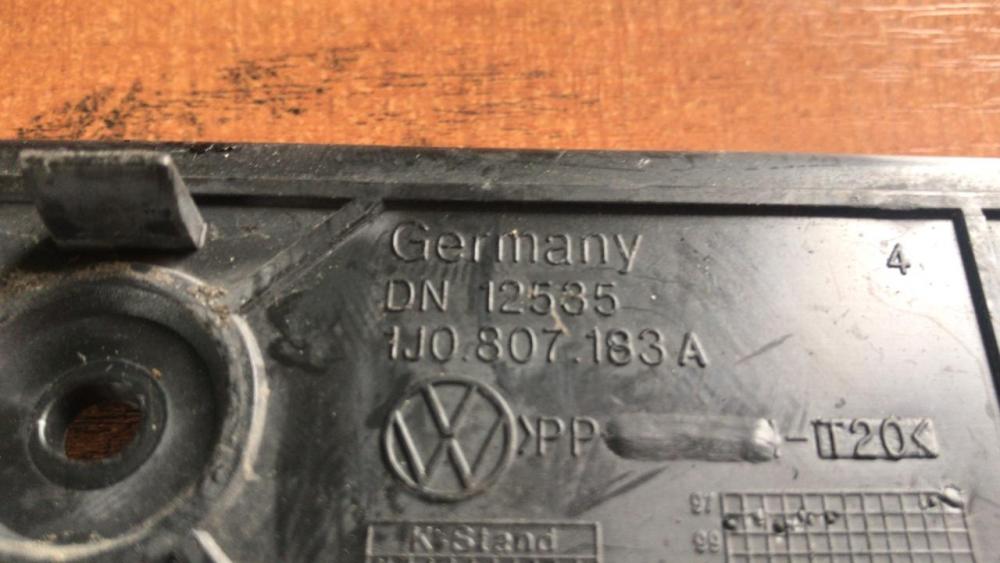 Germany
4
DN 12535
1J0.807.183 A
VW >PP -T20<
97
K-Stand
99